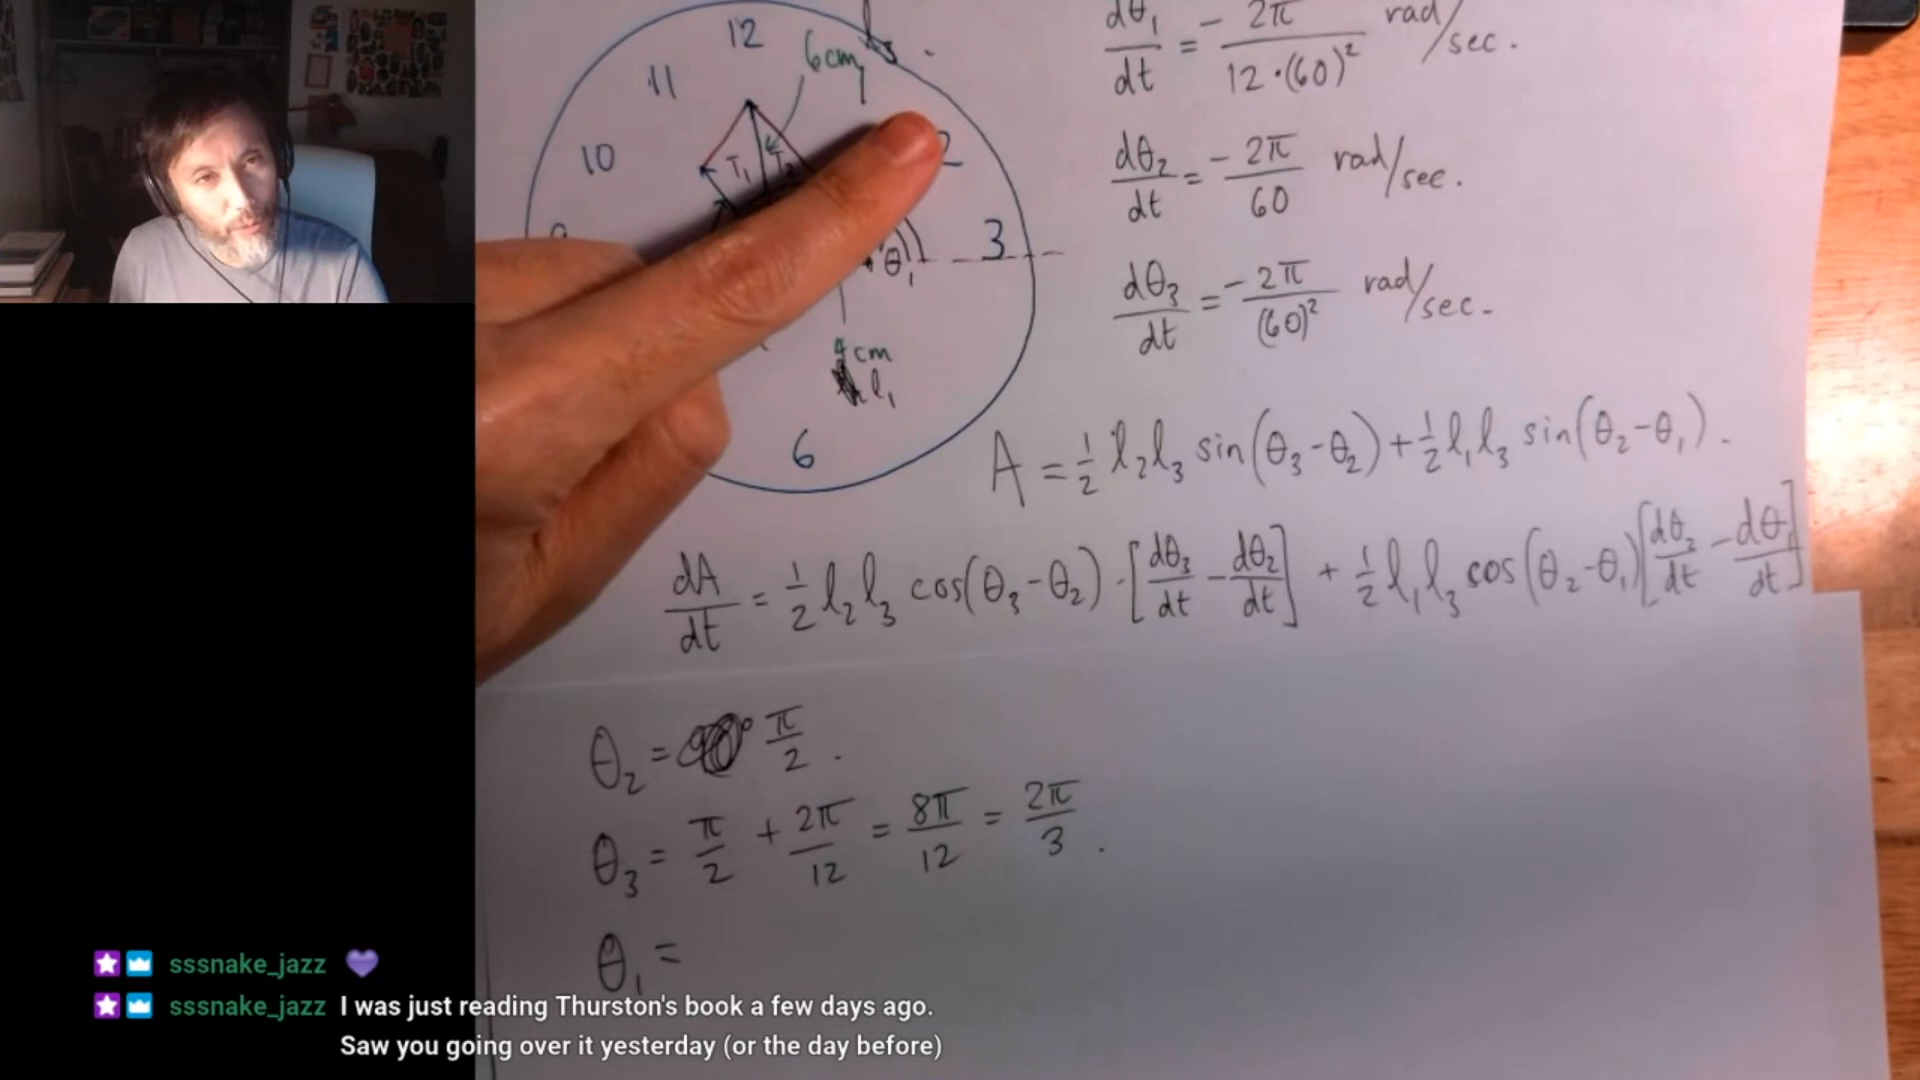 12
11
10
2
3
6
6cm
T₁
T₂
θ₁
4cm
l₁
dθ₁/dt = - 2π / 12·(60)² rad/sec.
dθ₂/dt = - 2π / 60 rad/sec.
dθ₃/dt = - 2π / (60)² rad/sec.
A = 1/2 l₂l₃ sin(θ₃-θ₂) + 1/2 l₁l₃ sin(θ₂-θ₁).
dA/dt = 1/2 l₂l₃ cos(θ₃-θ₂) · [dθ₃/dt - dθ₂/dt] + 1/2 l₁l₃ cos(θ₂-θ₁) [dθ₂/dt - dθ₁/dt]
θ₂ = π/2.
θ₃ = π/2 + 2π/12 = 8π/12 = 2π/3.
θ₁ =
sssnake_jazz 💜
sssnake_jazz I was just reading Thurston's book a few days ago.
Saw you going over it yesterday (or the day before)